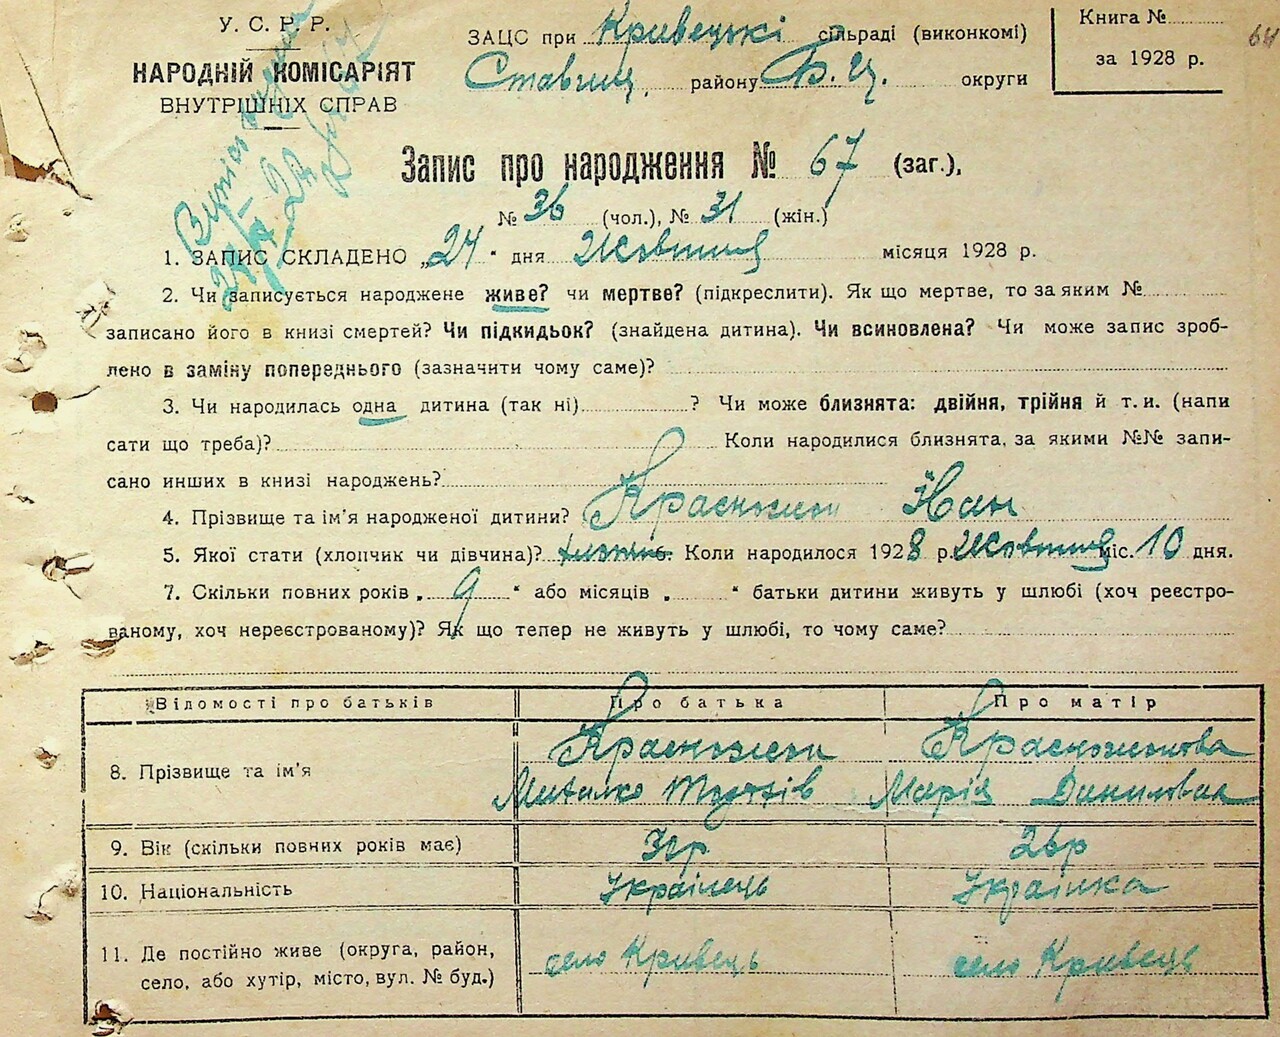 У. С. Р. Р.
НАРОДНІЙ КОМІСАРІЯТ
ВНУТРІШНІХ СПРАВ
ЗАЦС при Кривецькі сільраді (виконкомі)
Ставищ. району Б. Ц. округи
Книга №
за 1928 р.
64
Запис про народження № 67 (заг.),
№ 36 (чол.), № 31 (жін.)
1. ЗАПИС СКЛАДЕНО „24" дня Жовтня місяця 1928 р.
2. Чи записується народжене живе? чи мертве? (підкреслити). Як що мертве, то за яким №
записано його в книзі смертей? Чи підкидьок? (знайдена дитина). Чи всиновлена? Чи може запис зроб-
лено в заміну попереднього (зазначити чому саме)?
3. Чи народилась одна дитина (так ні) ? Чи може близнята: двійня, трійня й т. и. (напи
сати що треба)? Коли народилися близнята, за якими №№ запи-
сано инших в книзі народжень?
4. Прізвище та ім'я народженої дитини? Красножон Іван
5. Якої стати (хлопчик чи дівчина)? Коли народилося 1928 р. Жовтня міс. 10 дня.
7. Скільки повних років „ 9 " або місяців „ " батьки дитини живуть у шлюбі (хоч реєстро-
ваному, хоч нереєстрованому)? Як що тепер не живуть у шлюбі, то чому саме?
Відомості про батьків Про батька Про матір
8. Прізвище та ім'я Красножон Красножонова
Марія Данилівна
9. Вік (скільки повних років має)
10. Національність Українець Українка
11. Де постійно живе (округа, район,
село, або хутір, місто, вул. № буд.) село Кривець село Кривець